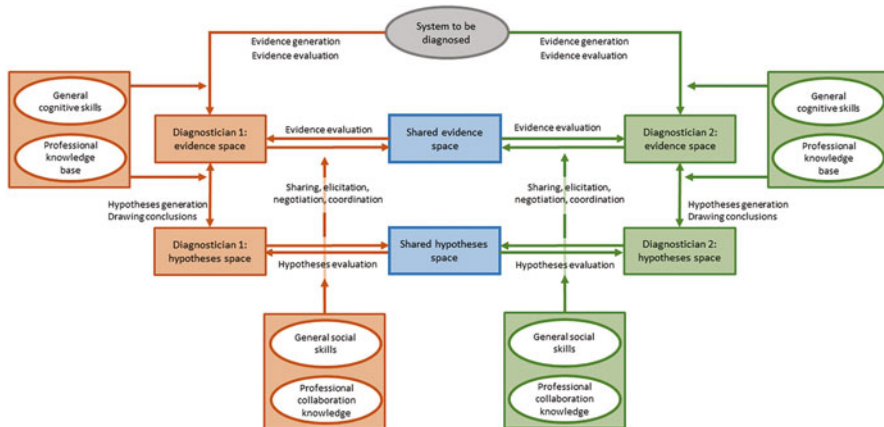 System to be
diagnosed
Evidence generation
Evidence evaluation
Evidence generation
Evidence evaluation
General
cognitive skills
Professional
knowledge
base
General
cognitive skills
Professional
knowledge
base
Diagnostician 1:
evidence space
Evidence evaluation
Shared evidence
space
Evidence evaluation
Diagnostician 2:
evidence space
Sharing, elicitation,
negotiation, coordination
Sharing, elicitation,
negotiation, coordination
Hypotheses generation
Drawing conclusions
Hypotheses generation
Drawing conclusions
Diagnostician 1:
hypotheses space
Hypotheses evaluation
Shared hypotheses
space
Hypotheses evaluation
Diagnostician 2:
hypotheses space
General social
skills
Professional
collaboration
knowledge
General social
skills
Professional
collaboration
knowledge